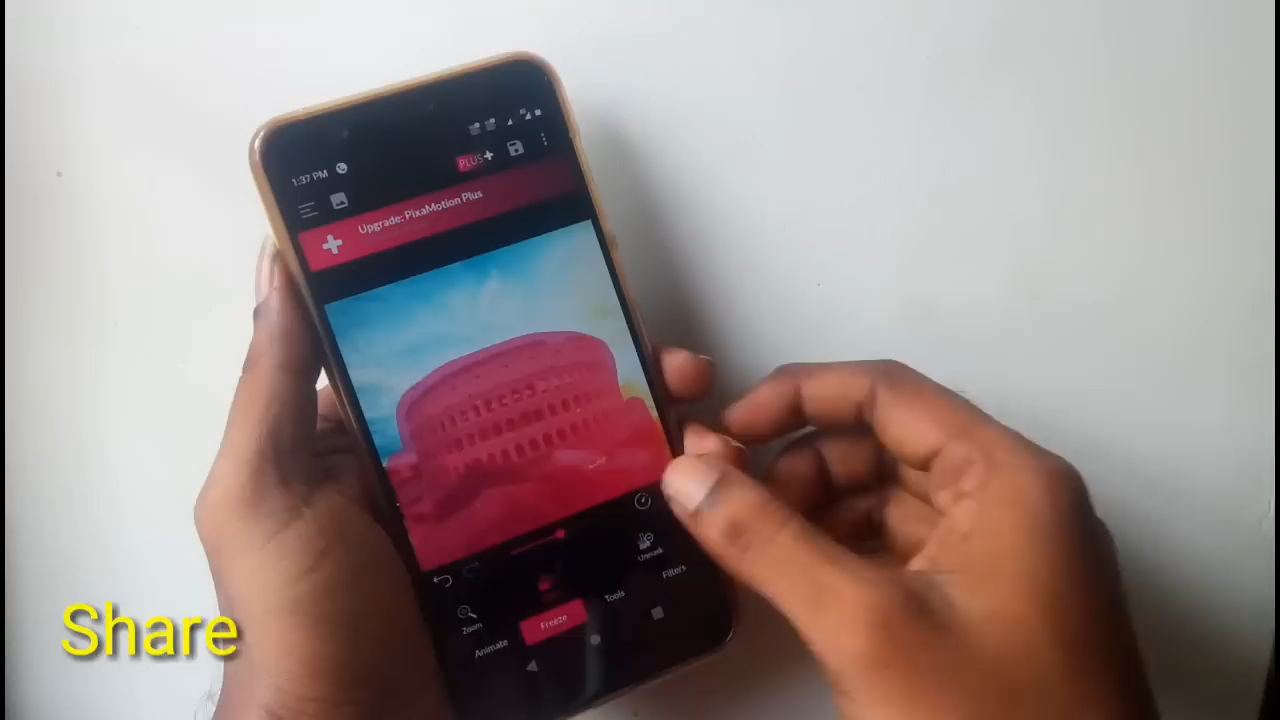 1:37 PM
PLUS
Upgrade: PixaMotion Plus
Unmask
Zoom
Filters
Tools
Freeze
Animate
Share